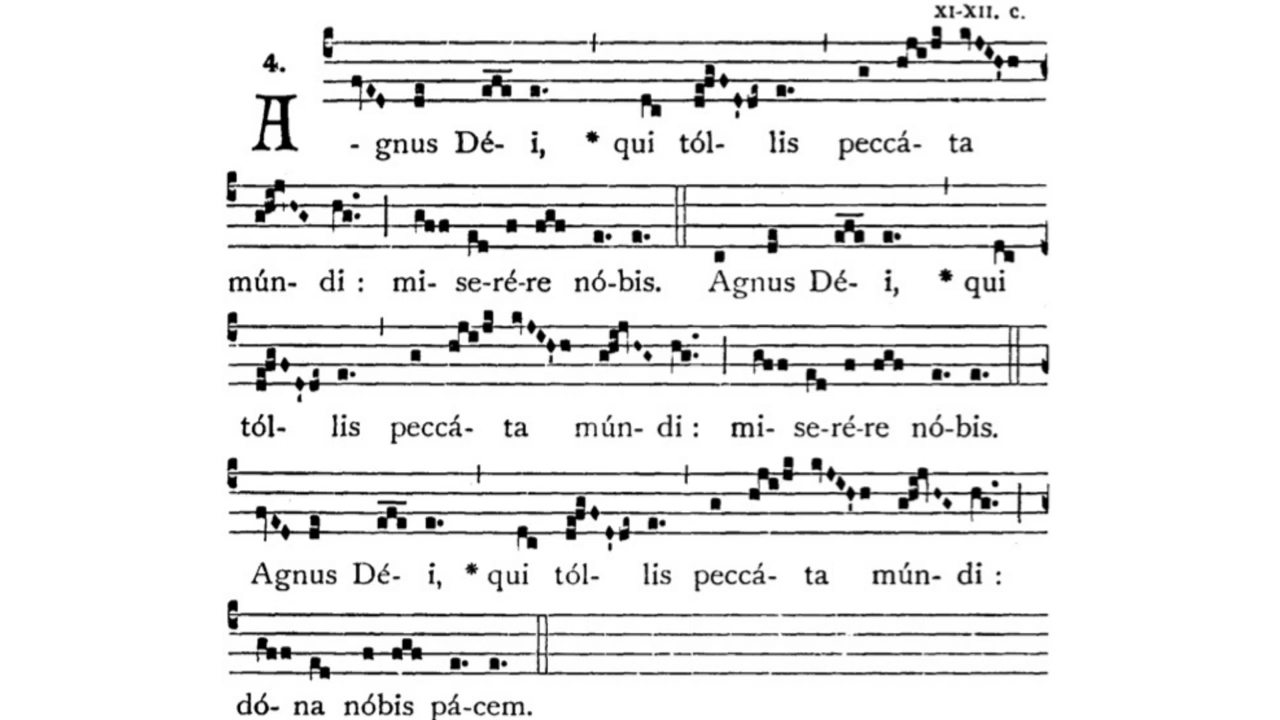 XI-XII. c.
4.
A - gnus Dé- i, * qui tól- lis peccá- ta
mún- di : mi- se-ré-re nó-bis. Agnus Dé- i, * qui
tól- lis peccá- ta mún- di : mi- se-ré-re nó-bis.
Agnus Dé- i, * qui tól- lis peccá- ta mún- di :
dó- na nóbis pá-cem.